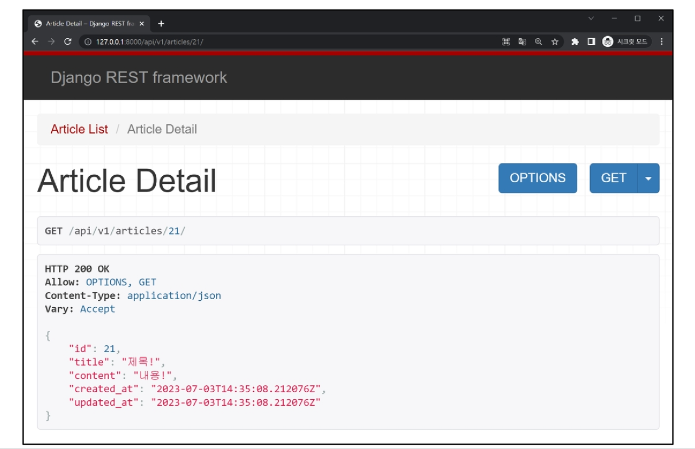 Article Detail – Django REST fra
127.0.0.1:8000/api/v1/articles/21/
시크릿 모드
Django REST framework
Article List / Article Detail
Article Detail
OPTIONS
GET
GET /api/v1/articles/21/
HTTP 200 OK
Allow: OPTIONS, GET
Content-Type: application/json
Vary: Accept
{
"id": 21,
"title": "제목!",
"content": "내용!",
"created_at": "2023-07-03T14:35:08.212076Z",
"updated_at": "2023-07-03T14:35:08.212076Z"
}